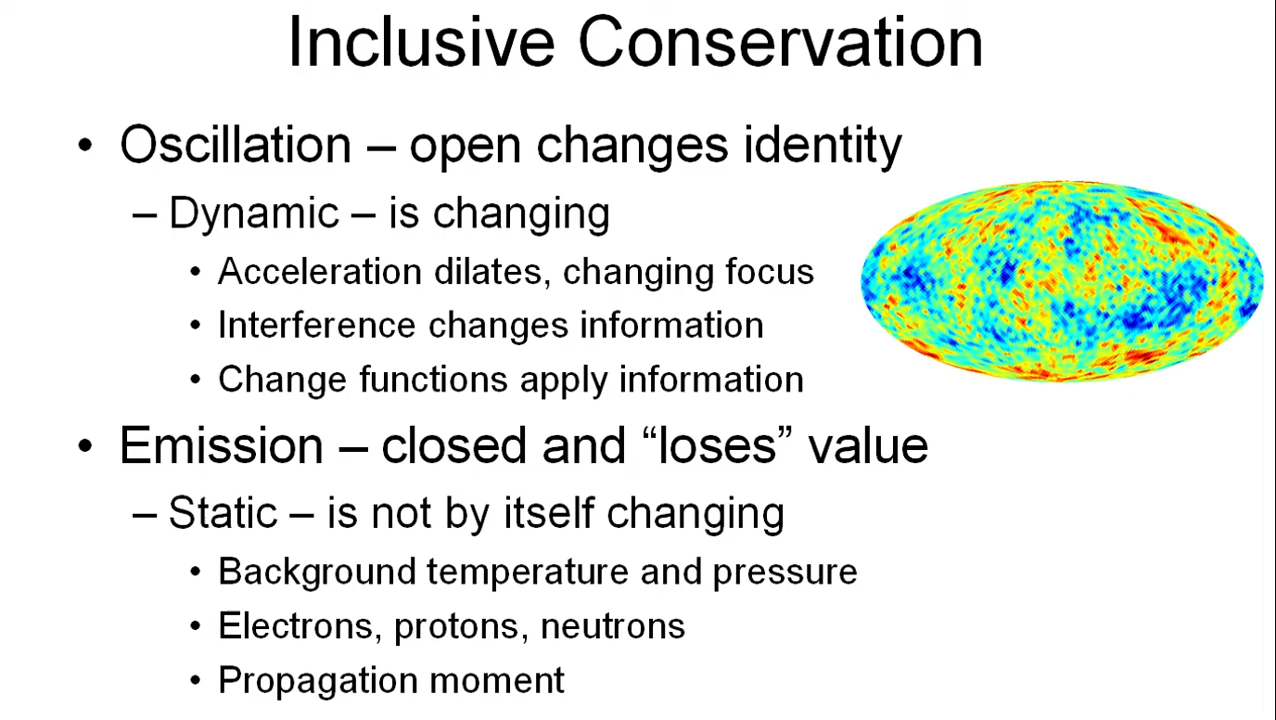 Inclusive Conservation
• Oscillation – open changes identity
– Dynamic – is changing
• Acceleration dilates, changing focus
• Interference changes information
• Change functions apply information
• Emission – closed and “loses” value
– Static – is not by itself changing
• Background temperature and pressure
• Electrons, protons, neutrons
• Propagation moment